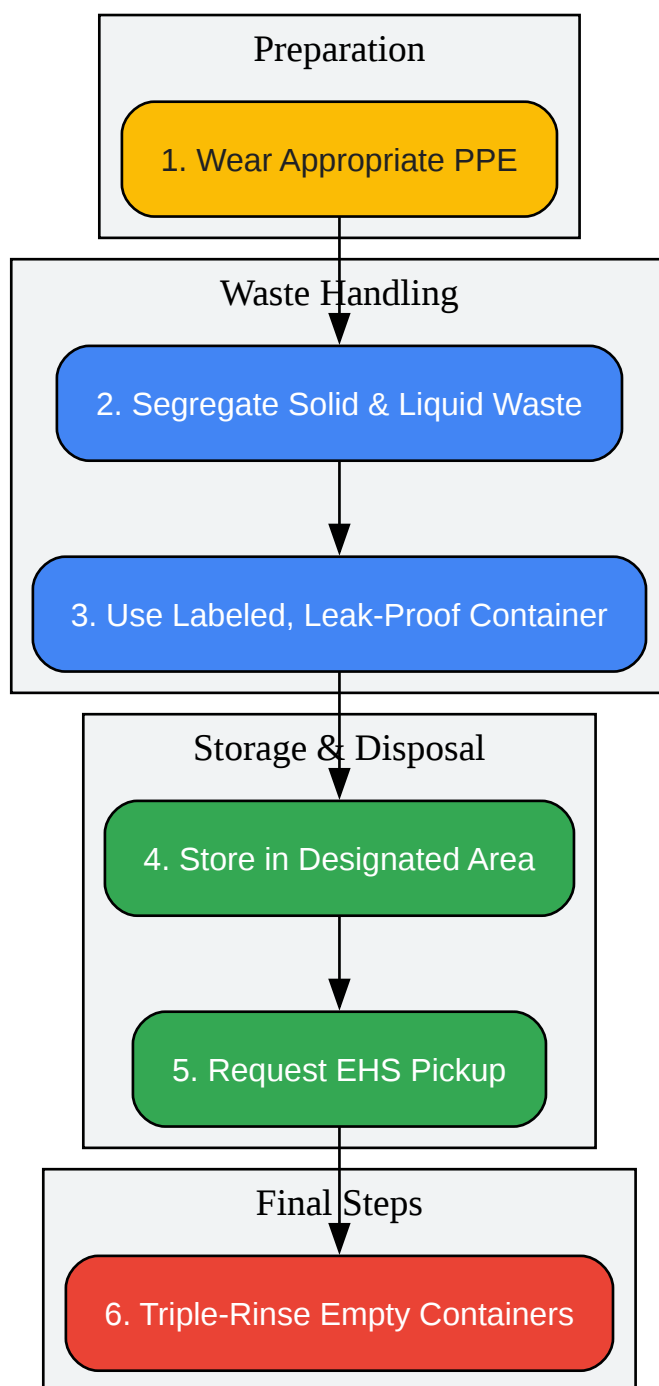 Preparation
1. Wear Appropriate PPE
Waste Handling
2. Segregate Solid & Liquid Waste
3. Use Labeled, Leak-Proof Container
Storage & Disposal
4. Store in Designated Area
5. Request EHS Pickup
Final Steps
6. Triple-Rinse Empty Containers